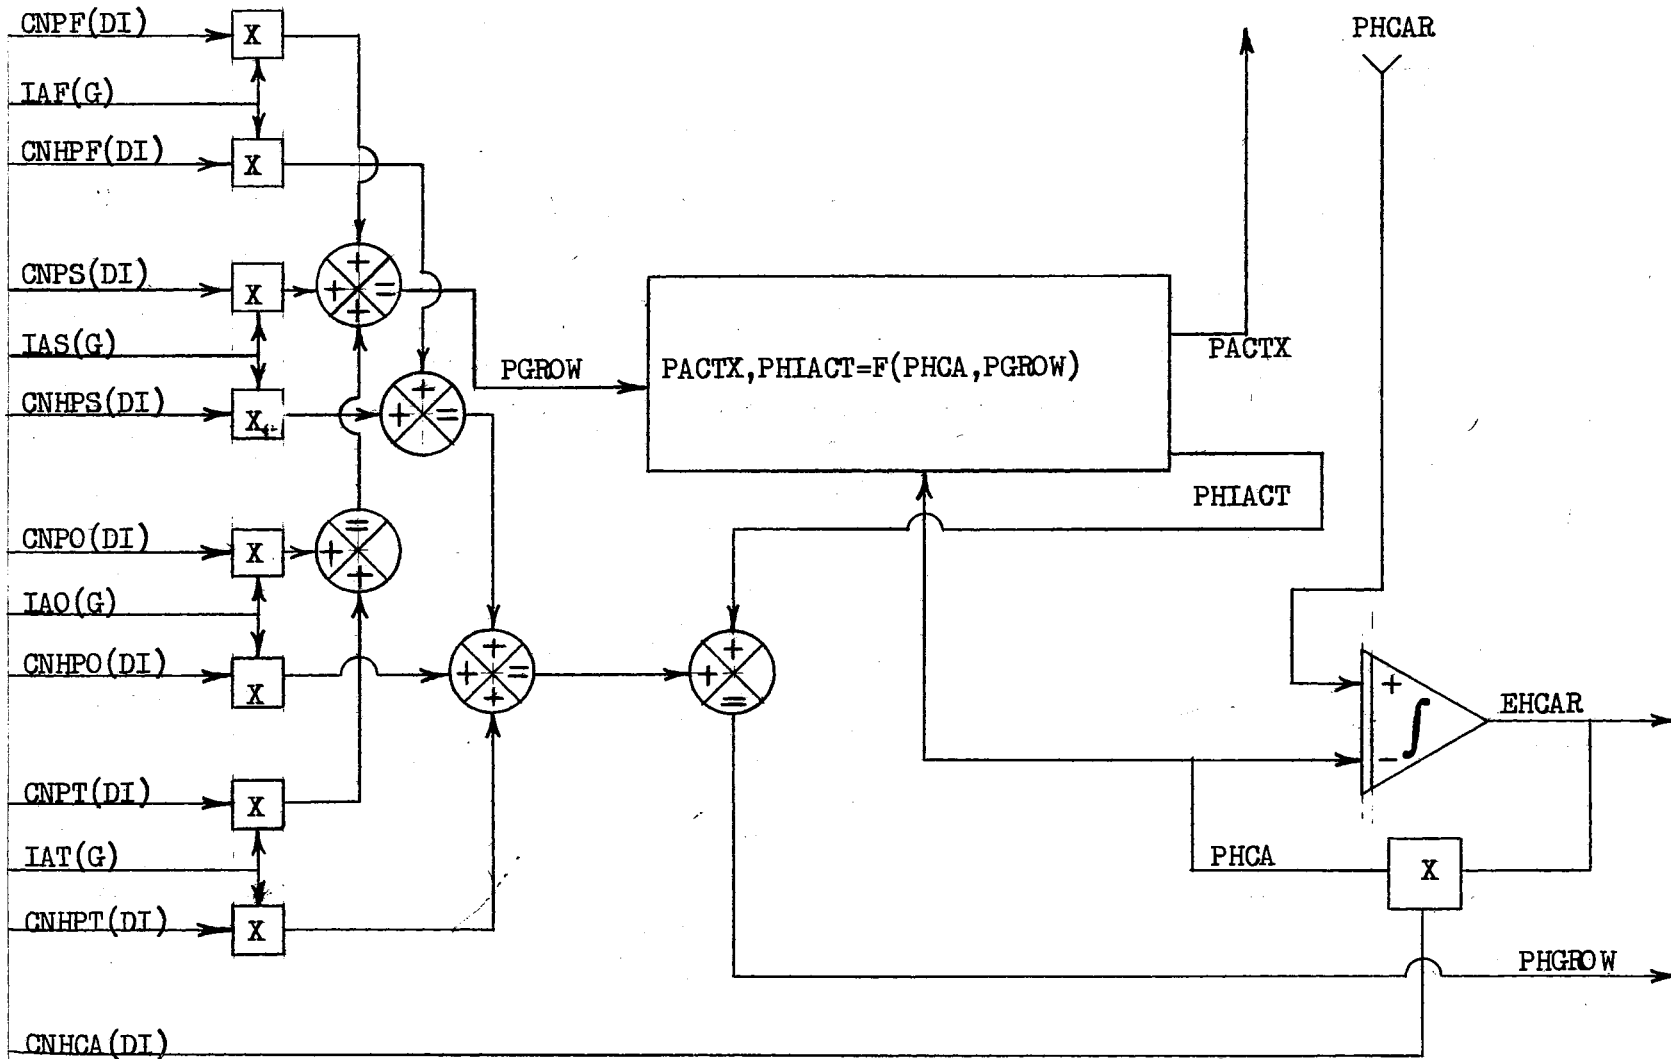 CNPF(DI)
X
IAF(G)
CNHPF(DI)
X
CNPS(DI)
X
IAS(G)
CNHPS(DI)
X
CNPO(DI)
X
IAO(G)
CNHPO(DI)
X
CNPT(DI)
X
IAT(G)
CNHPT(DI)
X
CNHCA(DI)
+
+ =
+
+
+ =
=
+
+
+
+ =
+
PGROW
PACTX,PHIACT=F(PHCA,PGROW)
PACTX
PHIACT
+
+
=
PHCAR
+
∫
-
EHCAR
PHCA
X
PHGROW